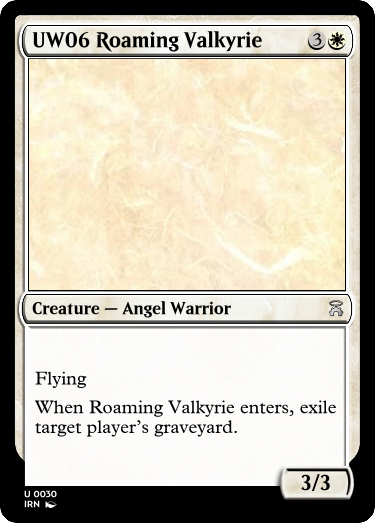 UW06 Roaming Valkyrie 3
Creature — Angel Warrior
Flying
When Roaming Valkyrie enters, exile
target player's graveyard.
3/3
U 0030
IRN